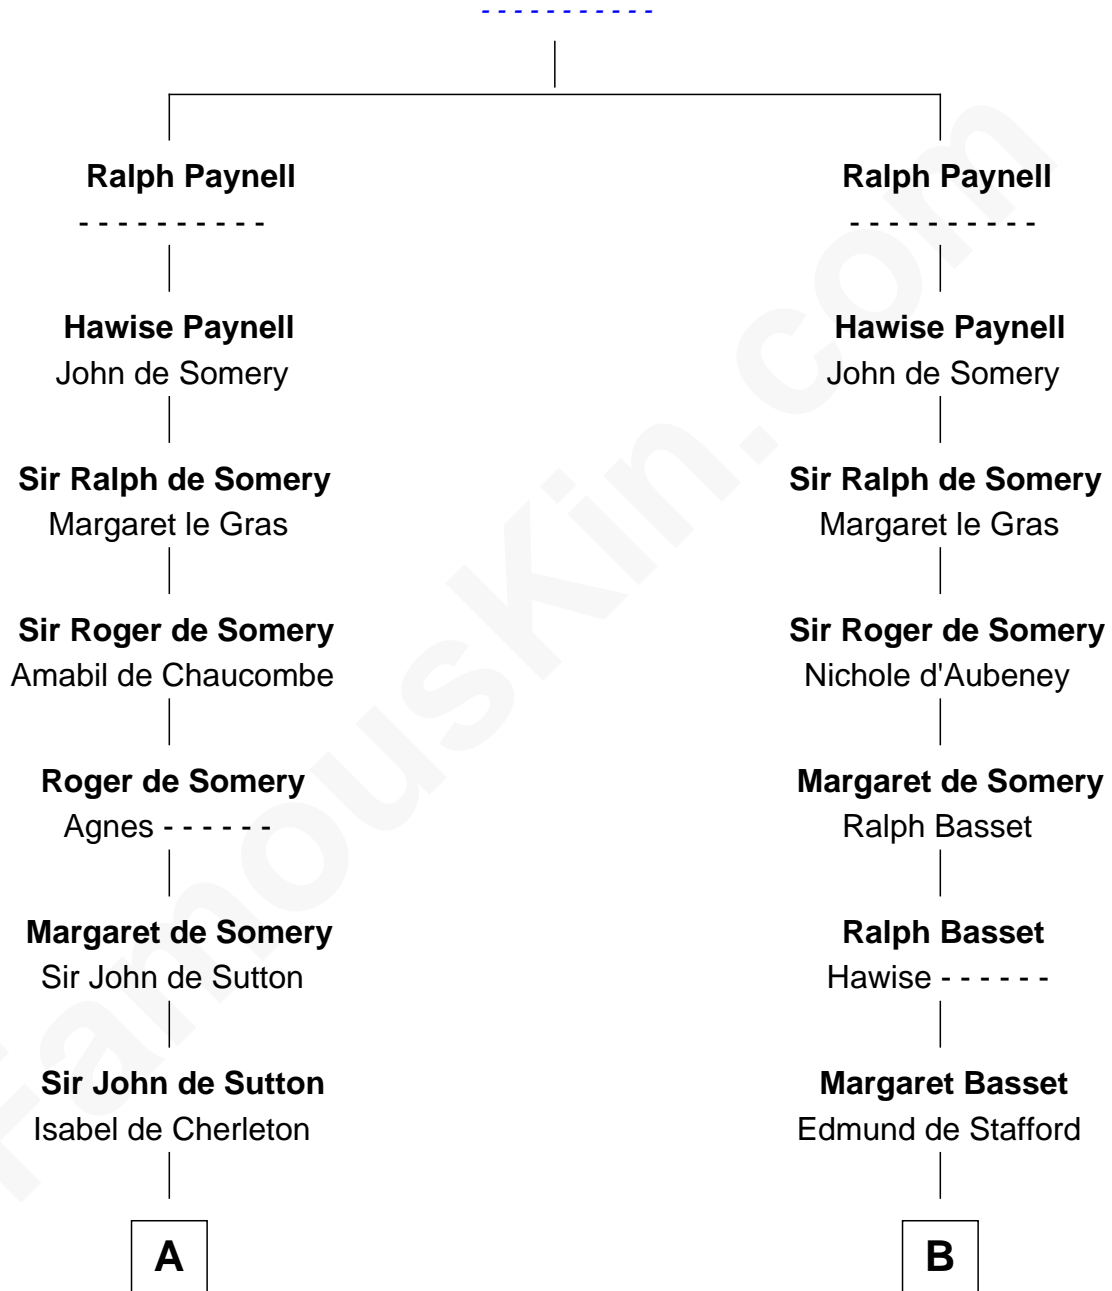 - - - - - - - - - - -
Ralph Paynell
- - - - - - - - - -
Hawise Paynell
John de Somery
Sir Ralph de Somery
Margaret le Gras
Sir Roger de Somery
Amabil de Chaucombe
Roger de Somery
Agnes - - - - - -
Margaret de Somery
Sir John de Sutton
Sir John de Sutton
Isabel de Cherleton
A
Ralph Paynell
- - - - - - - - - -
Hawise Paynell
John de Somery
Sir Ralph de Somery
Margaret le Gras
Sir Roger de Somery
Nichole d'Aubeney
Margaret de Somery
Ralph Basset
Ralph Basset
Hawise - - - - - -
Margaret Basset
Edmund de Stafford
B
FamousKin.com